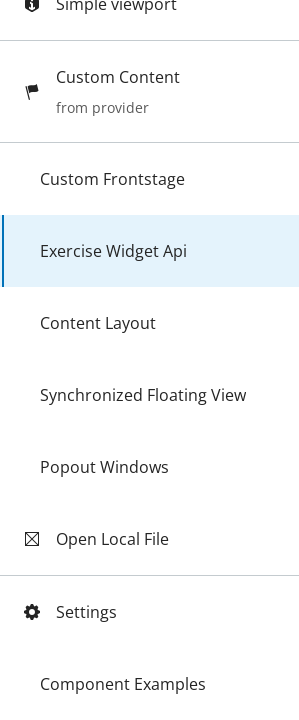 Simple viewport
Custom Content
from provider
Custom Frontstage
Exercise Widget Api
Content Layout
Synchronized Floating View
Popout Windows
Open Local File
Settings
Component Examples